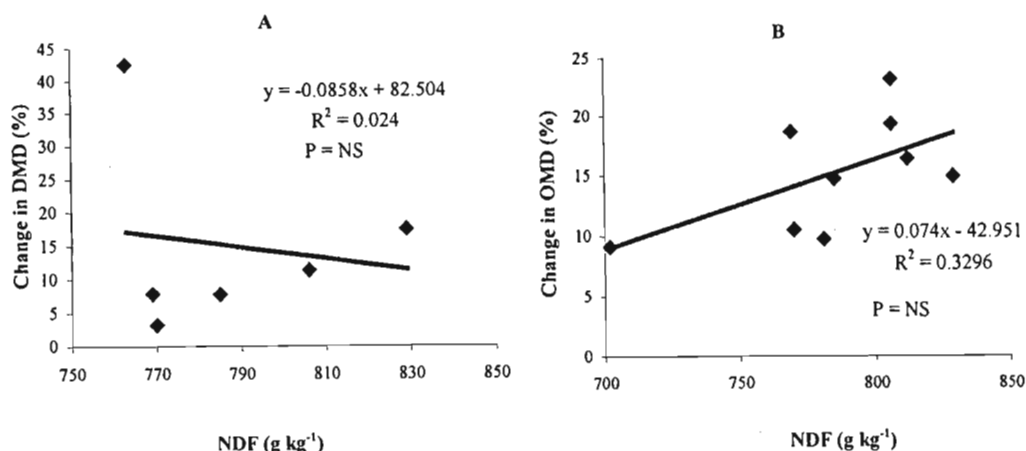 A
Change in DMD (%)
45
40
35
30
25
20
15
10
5
0
y = -0.0858x + 82.504
R² = 0.024
P = NS
750 770 790 810 830 850
NDF (g kg⁻¹)
B
Change in OMD (%)
25
20
15
10
5
0
y = 0.074x - 42.951
R² = 0.3296
P = NS
700 750 800 850
NDF (g kg⁻¹)